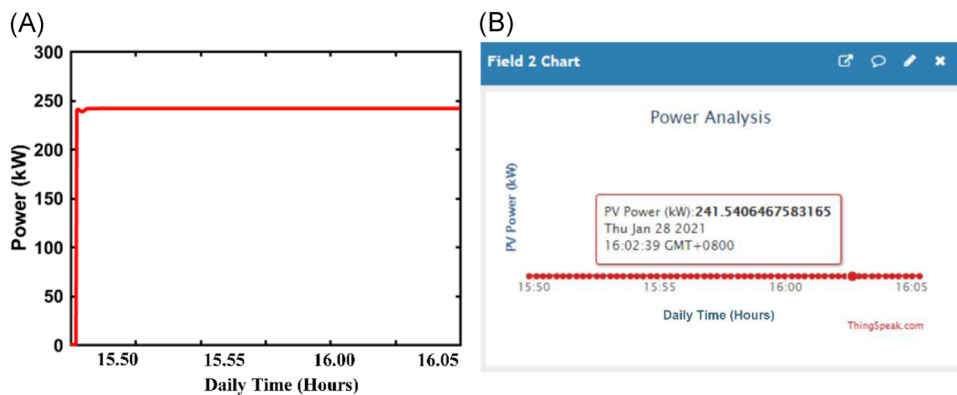 (A)
300
250
200
150
100
50
0
Power (kW)
15.50 15.55 16.00 16.05
Daily Time (Hours)
(B)
Field 2 Chart
Power Analysis
PV Power (kW)
PV Power (kW):241.5406467583165
Thu Jan 28 2021
16:02:39 GMT+0800
15:50 15:55 16:00 16:05
Daily Time (Hours)
ThingSpeak.com